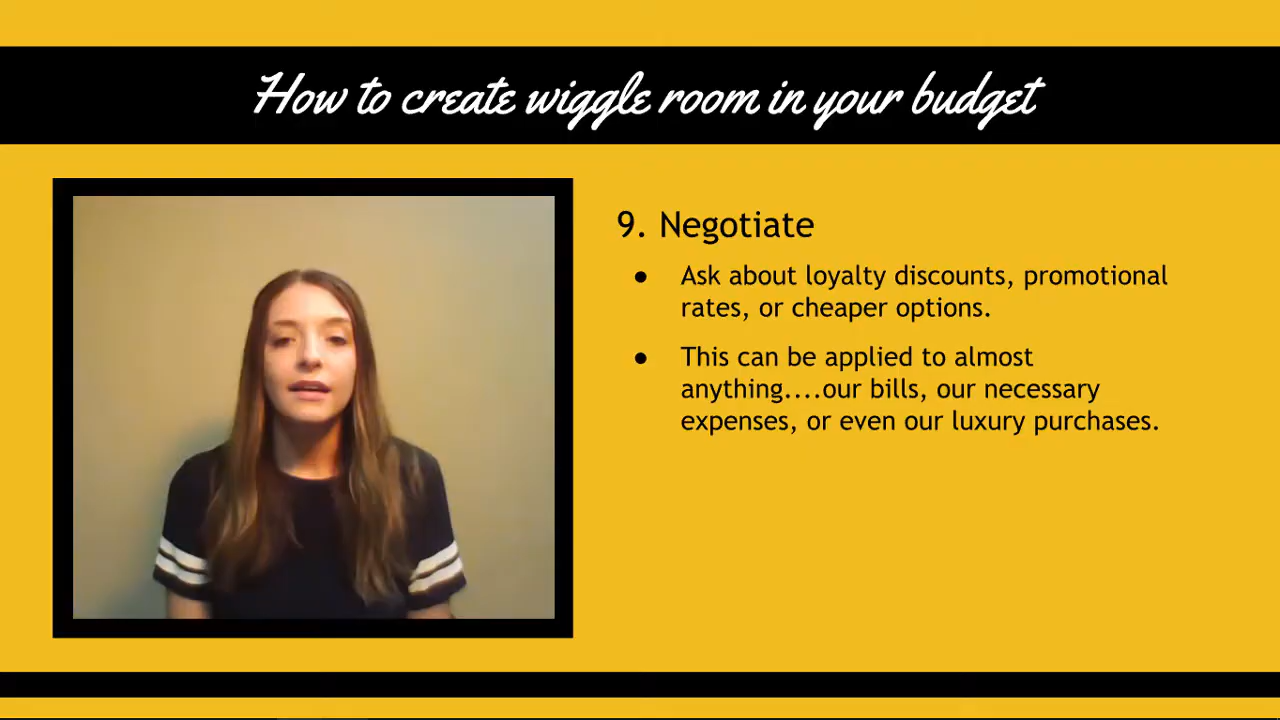 How to create wiggle room in your budget
9. Negotiate
● Ask about loyalty discounts, promotional
rates, or cheaper options.
● This can be applied to almost
anything....our bills, our necessary
expenses, or even our luxury purchases.